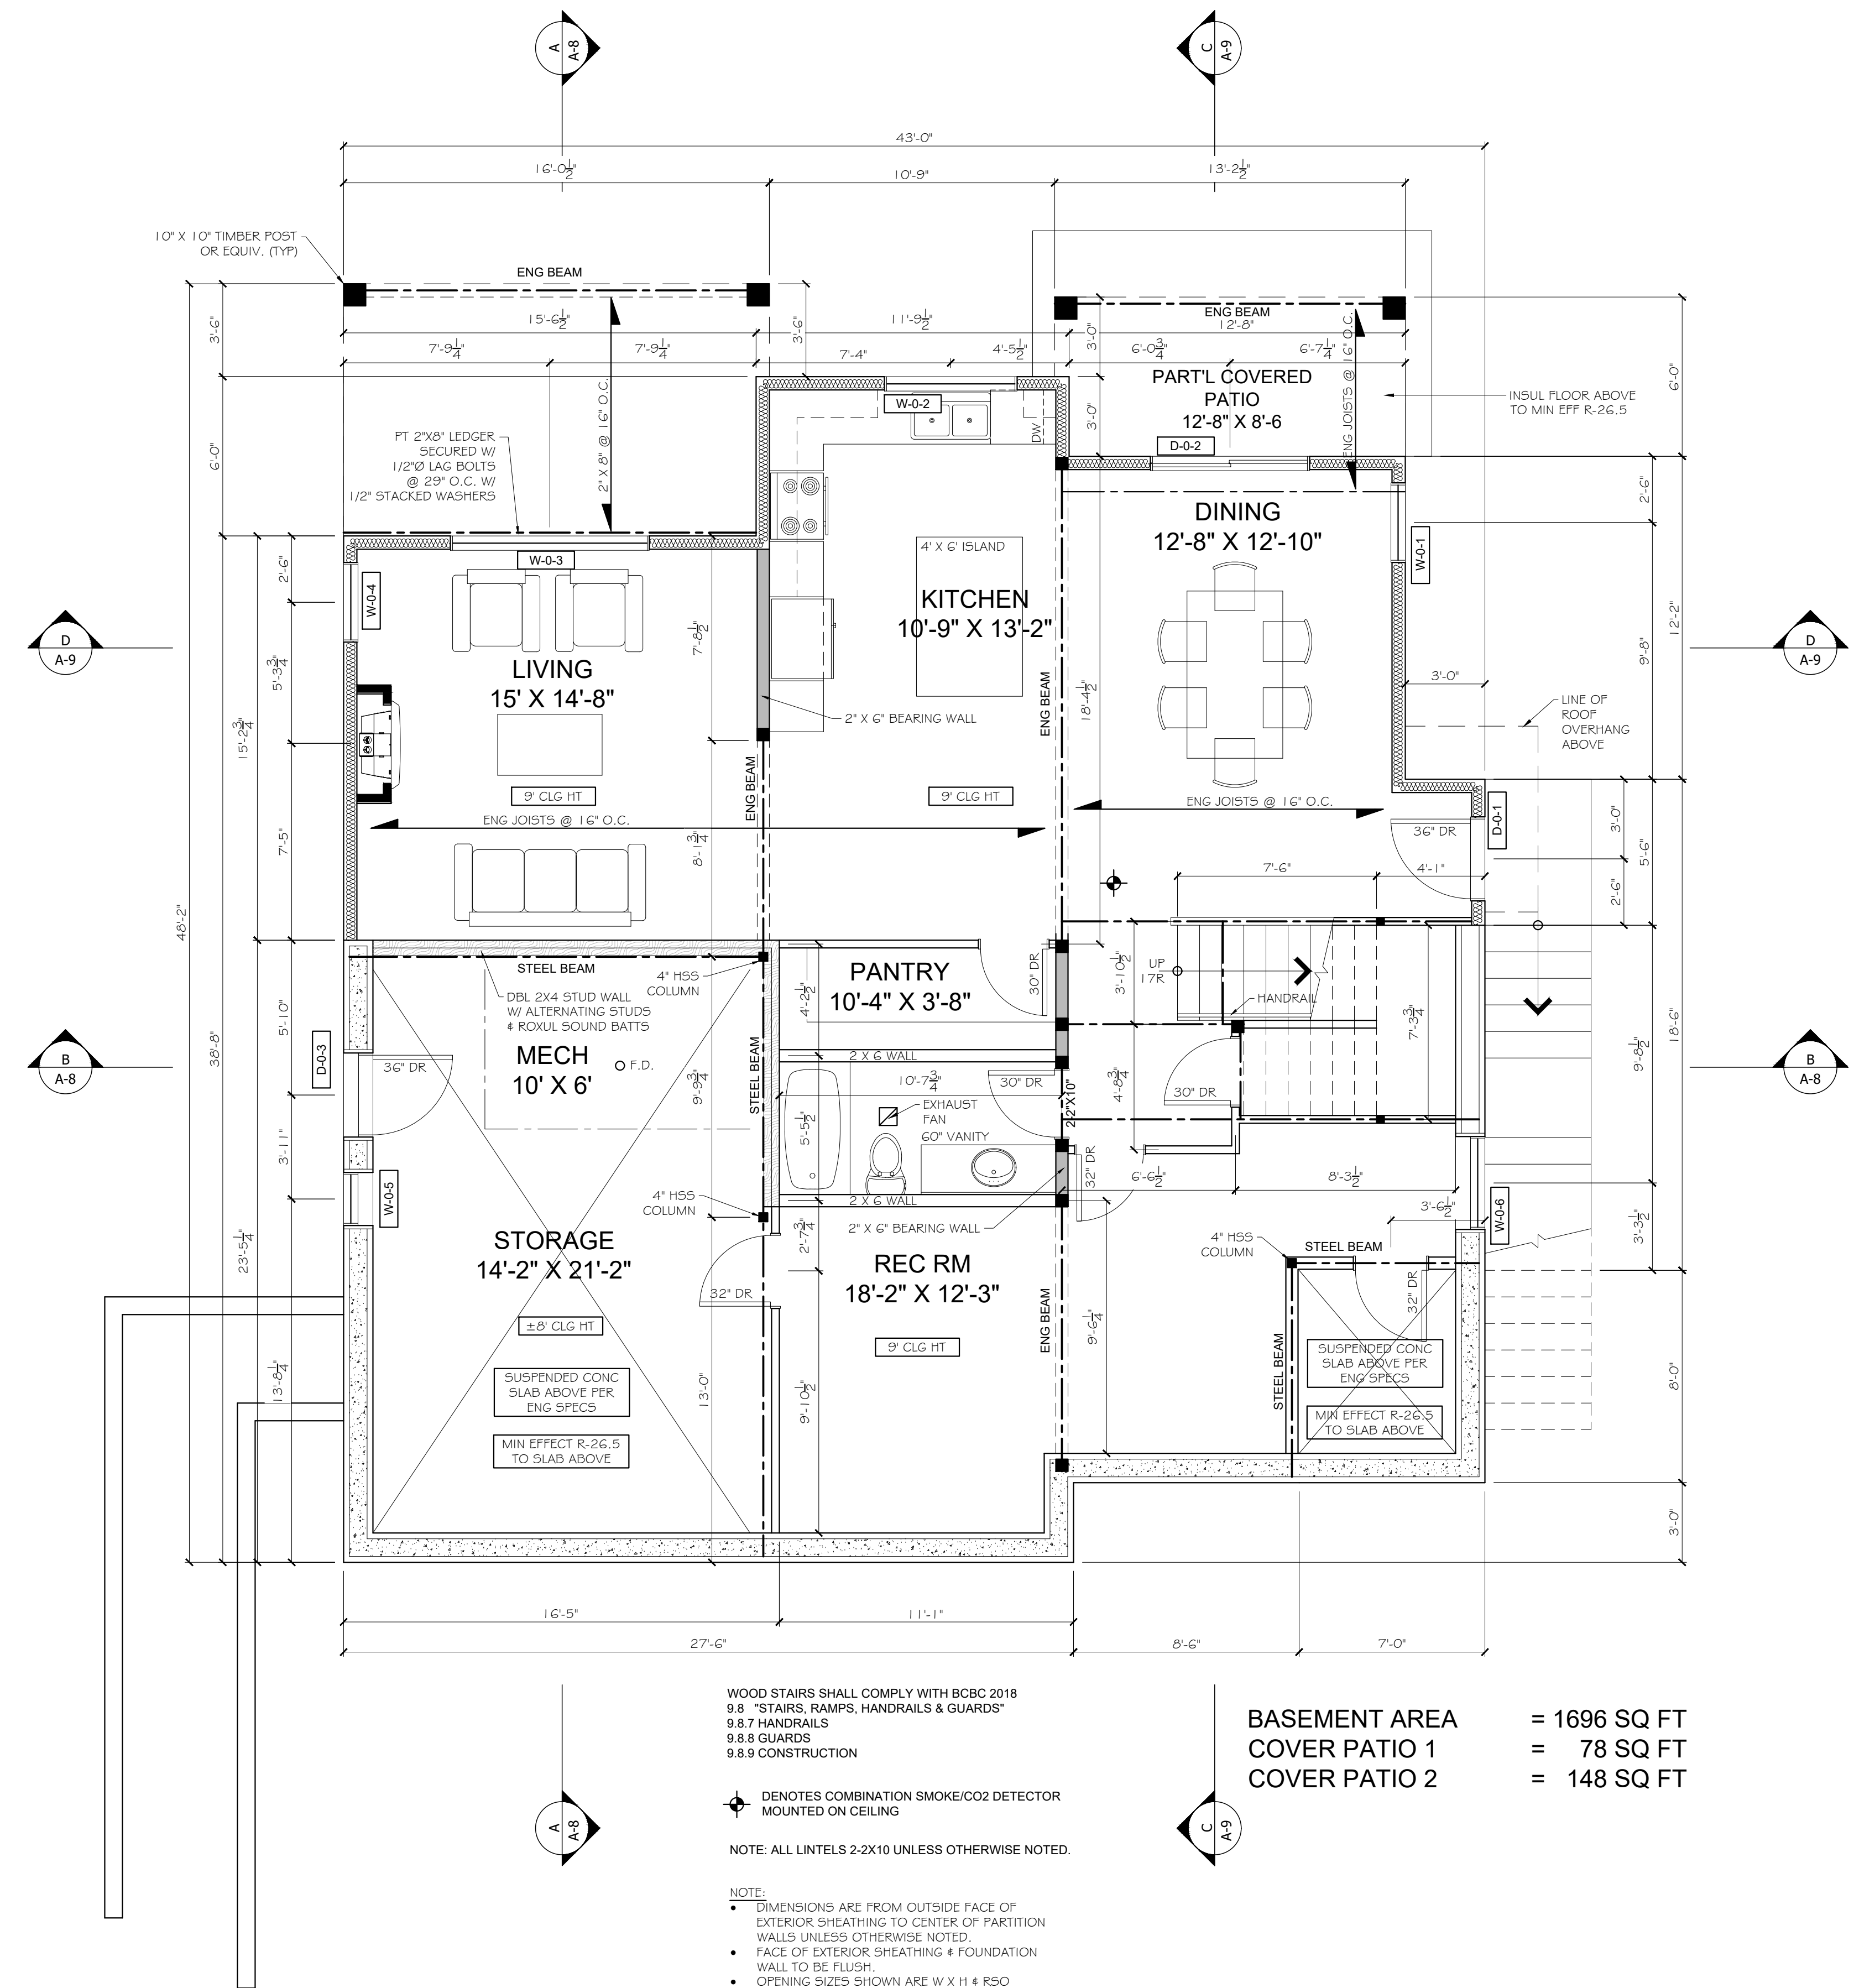 A
A-8
C
A-9
43'-0"
16'-0 1/2"
10'-9"
13'-2 1/2"
10" X 10" TIMBER POST
OR EQUIV. (TYP)
ENG BEAM
ENG BEAM
15'-6 1/2"
11'-9 1/2"
12'-8"
7'-9 1/4"
7'-9 1/4"
7'-4"
4'-5 1/2"
6'-0 3/4"
6'-7 1/4"
3'-6"
3'-6"
3'-0"
3'-0"
6'-0"
6'-0"
PART'L COVERED
PATIO
12'-8" X 8'-6
ENG JOISTS @ 16" O.C.
INSUL FLOOR ABOVE
TO MIN EFF R-26.5
W-0-2
DW
D-0-2
PT 2"X8" LEDGER
SECURED W/
1/2"Ø LAG BOLTS
@ 29" O.C. W/
1/2" STACKED WASHERS
2" X 8" @ 16" O.C.
DINING
12'-8" X 12'-10"
W-0-1
2'-6"
9'-8"
12'-2"
W-0-3
W-0-4
4' X 6' ISLAND
KITCHEN
10'-9" X 13'-2"
2'-6"
5'-3 3/4"
15'-2 3/4"
7'-5"
7'-8 1/2"
LIVING
15' X 14'-8"
D
A-9
D
A-9
ENG BEAM
18'-4 1/2"
3'-0"
LINE OF
ROOF
OVERHANG
ABOVE
2" X 6" BEARING WALL
ENG BEAM
9' CLG HT
9' CLG HT
ENG JOISTS @ 16" O.C.
ENG JOISTS @ 16" O.C.
8'-1 3/4"
36" DR
D-0-1
3'-0"
5'-6"
2'-6"
7'-6"
4'-1"
48'-2"
38'-8"
STEEL BEAM
4" HSS
COLUMN
DBL 2X4 STUD WALL
W/ ALTERNATING STUDS
& ROXUL SOUND BATTS
PANTRY
10'-4" X 3'-8"
4'-2 1/2"
30" DR
3'-10 1/2"
UP
17R
HANDRAIL
7'-3 3/4"
5'-10"
D-0-3
36" DR
MECH
10' X 6'
F.D.
STEEL BEAM
9'-9 3/4"
2 X 6 WALL
10'-7 3/4"
30" DR
2-2"X10"
4'-8 3/4"
30" DR
9'-8 1/2"
18'-6"
B
A-8
B
A-8
EXHAUST
FAN
60" VANITY
5'-5 1/2"
32" DR
6'-6 1/2"
8'-3 1/2"
3'-11"
W-0-5
4" HSS
COLUMN
2 X 6 WALL
2" X 6" BEARING WALL
3'-6 1/2"
W-0-6
3'-3 1/2"
23'-5 1/4"
STORAGE
14'-2" X 21'-2"
2'-7 3/4"
REC RM
18'-2" X 12'-3"
4" HSS
COLUMN
STEEL BEAM
32" DR
32" DR
±8' CLG HT
9' CLG HT
ENG BEAM
9'-6 1/4"
13'-8 1/4"
SUSPENDED CONC
SLAB ABOVE PER
ENG SPECS
MIN EFFECT R-26.5
TO SLAB ABOVE
13'-0"
9'-10 1/2"
STEEL BEAM
SUSPENDED CONC
SLAB ABOVE PER
ENG SPECS
MIN EFFECT R-26.5
TO SLAB ABOVE
8'-0"
3'-0"
16'-5"
11'-1"
27'-6"
8'-6"
7'-0"
WOOD STAIRS SHALL COMPLY WITH BCBC 2018
9.8 "STAIRS, RAMPS, HANDRAILS & GUARDS"
9.8.7 HANDRAILS
9.8.8 GUARDS
9.8.9 CONSTRUCTION
BASEMENT AREA = 1696 SQ FT
COVER PATIO 1 = 78 SQ FT
COVER PATIO 2 = 148 SQ FT
DENOTES COMBINATION SMOKE/CO2 DETECTOR
MOUNTED ON CEILING
A
A-8
C
A-9
NOTE: ALL LINTELS 2-2X10 UNLESS OTHERWISE NOTED.
NOTE:
• DIMENSIONS ARE FROM OUTSIDE FACE OF
EXTERIOR SHEATHING TO CENTER OF PARTITION
WALLS UNLESS OTHERWISE NOTED.
• FACE OF EXTERIOR SHEATHING & FOUNDATION
WALL TO BE FLUSH.
• OPENING SIZES SHOWN ARE W X H & RSO